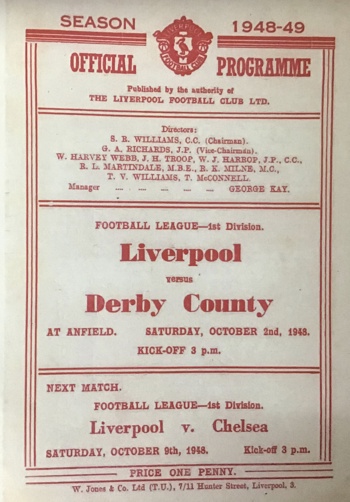 SEASON 1948-49
OFFICIAL PROGRAMME
Published by the authority of
THE LIVERPOOL FOOTBALL CLUB LTD.
Directors:
S. R. WILLIAMS, C.C. (Chairman).
G. A. RICHARDS, J.P. (Vice-Chairman).
W. HARVEY WEBB, J. H. TROOP, W. J. HARROP, J.P., C.C.,
R. L. MARTINDALE, M.B.E., R. K. MILNE, M.C.,
T. V. WILLIAMS, T. McCONNELL.
Manager ... ... ... ... ... GEORGE KAY.
FOOTBALL LEAGUE—1st Division.
Liverpool
versus
Derby County
AT ANFIELD. SATURDAY, OCTOBER 2nd, 1948.
KICK-OFF 3 p.m.
NEXT MATCH.
FOOTBALL LEAGUE—1st Division.
Liverpool v. Chelsea
SATURDAY, OCTOBER 9th, 1948. Kick-off 3 p.m.
PRICE ONE PENNY.
W. Jones & Co. Ltd (T.U.), 7/11 Hunter Street, Liverpool, 3.